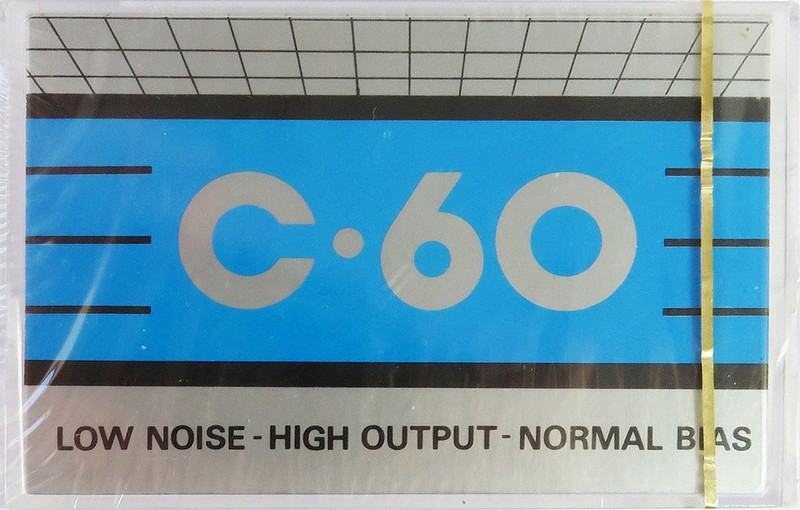 C·60
LOW NOISE - HIGH OUTPUT - NORMAL BIAS